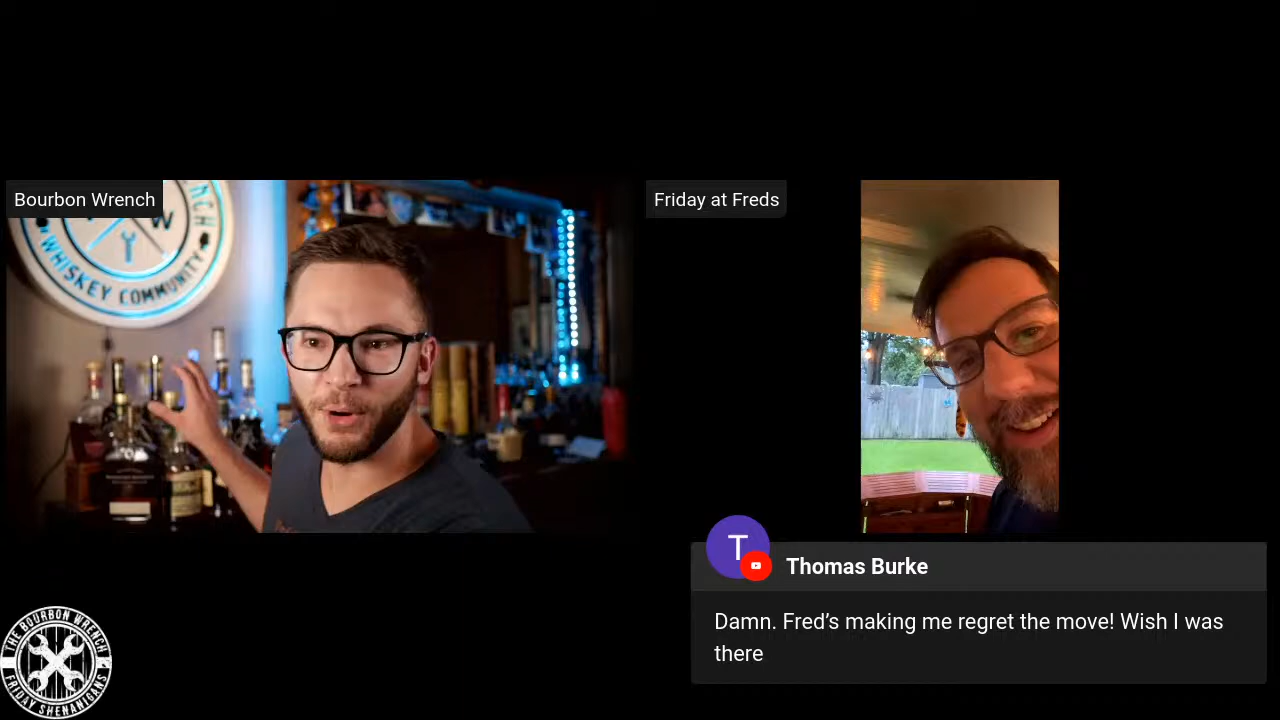 Bourbon Wrench
Friday at Freds
NCH
W
WHISKEY COMMUNITY
T
Thomas Burke
Damn. Fred’s making me regret the move! Wish I was
there
THE BOURBON WRENCH
FRIDAY SHENANIGANS